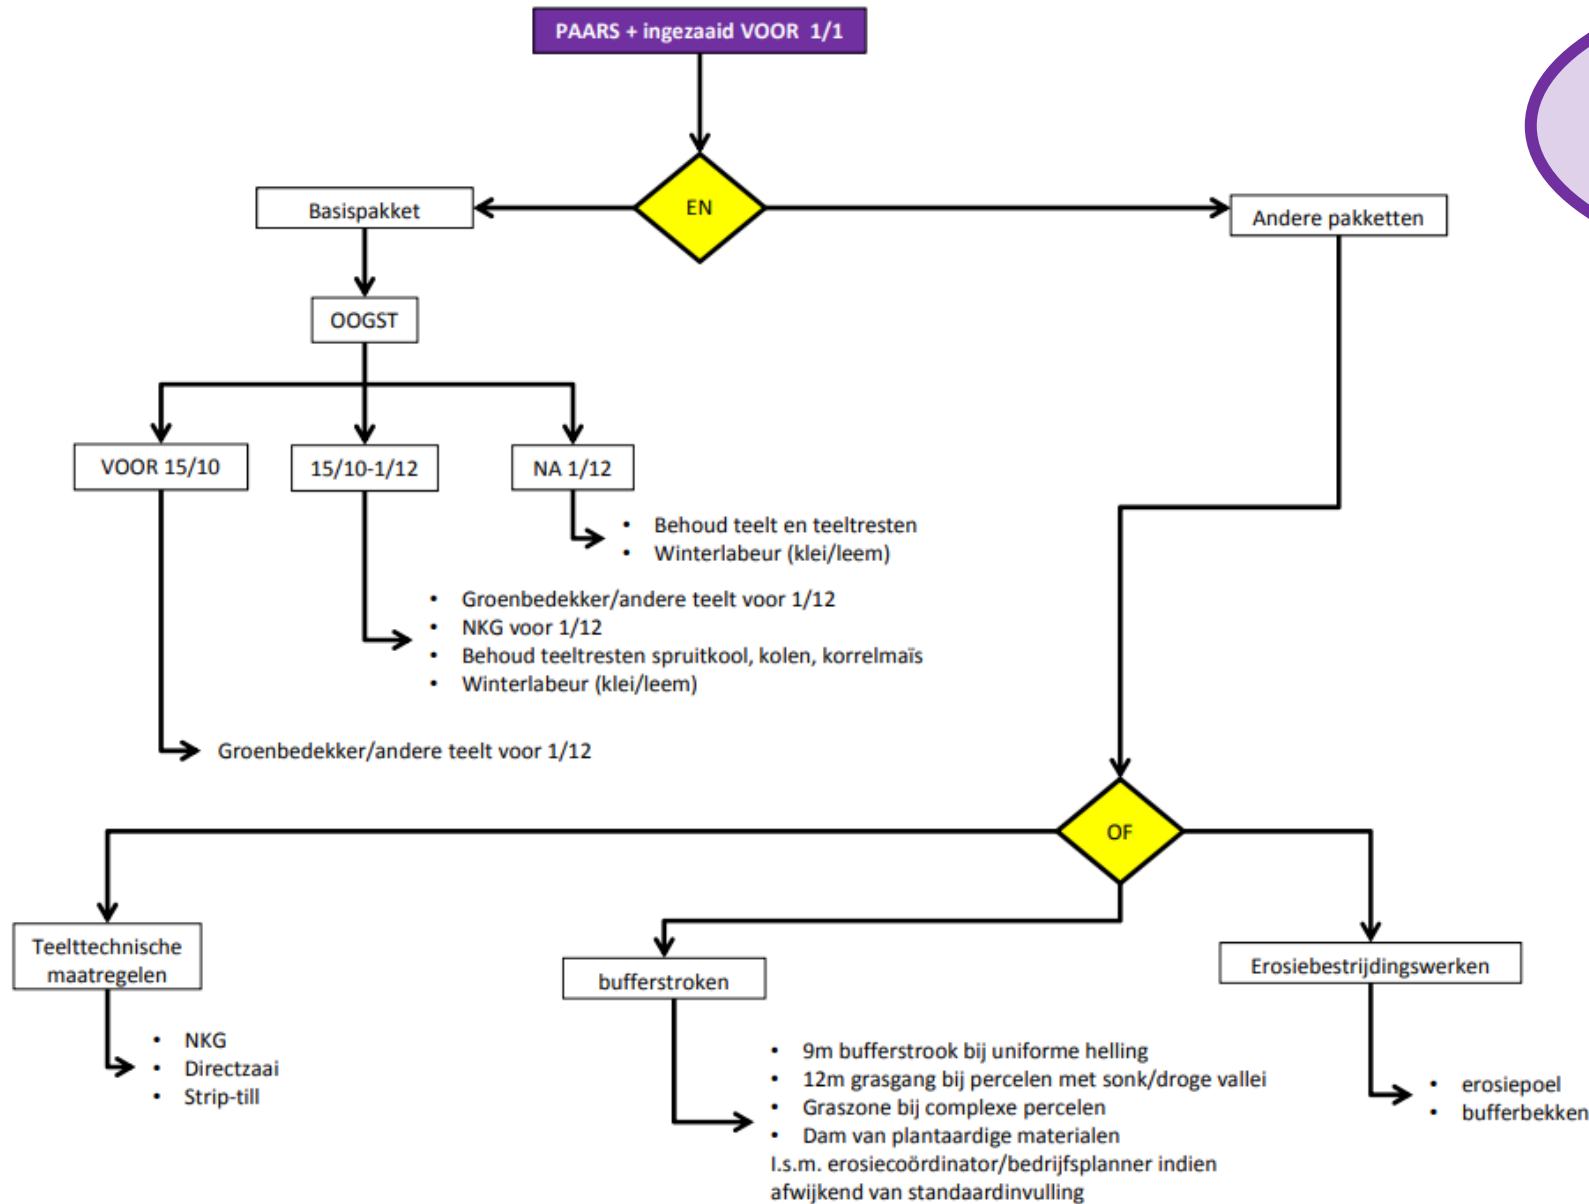 PAARS + ingezaaid VOOR  1/1
EN
Basispakket
Andere pakketten
OOGST
VOOR 15/10
15/10-1/12
NA 1/12
• Behoud teelt en teeltresten
• Winterlabeur (klei/leem)
• Groenbedekker/andere teelt voor 1/12
• NKG voor 1/12
• Behoud teeltresten spruitkool, kolen, korrelmaïs
• Winterlabeur (klei/leem)
Groenbedekker/andere teelt voor 1/12
OF
Teelttechnische
maatregelen
bufferstroken
Erosiebestrijdingswerken
• NKG
• Directzaai
• Strip-till
• 9m bufferstrook bij uniforme helling
• 12m grasgang bij percelen met sonk/droge vallei
• Graszone bij complexe percelen
• Dam van plantaardige materialen
I.s.m. erosiecoördinator/bedrijfsplanner indien
afwijkend van standaardinvulling
• erosiepoel
• bufferbekken